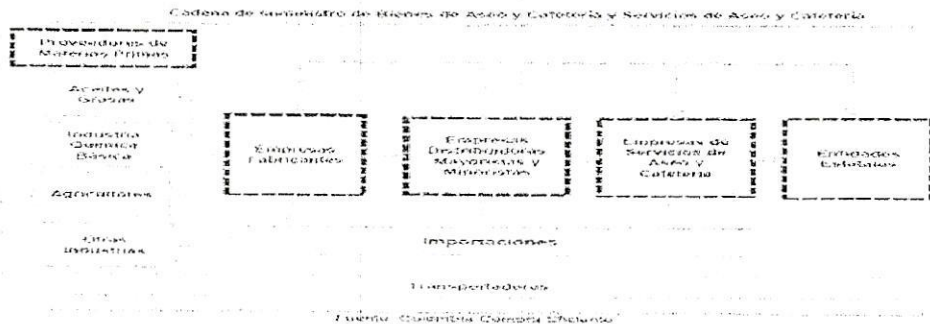 Cadena de suministro de Bienes de Aseo y Cafetería y Servicios de Aseo y Cafetería
Proveedores de
Materias Primas
Aceites y
Grasas
Industria
Química
Básica
Agricultores
Otras
Industrias
Empresas
Fabricantes
Empresas
Distribuidoras
Mayoristas y
Minoristas
Empresas de
Servicios de
Aseo y
Cafetería
Entidades
Estatales
Importaciones
Transportadores
Fuente: Colombia Compra Eficiente